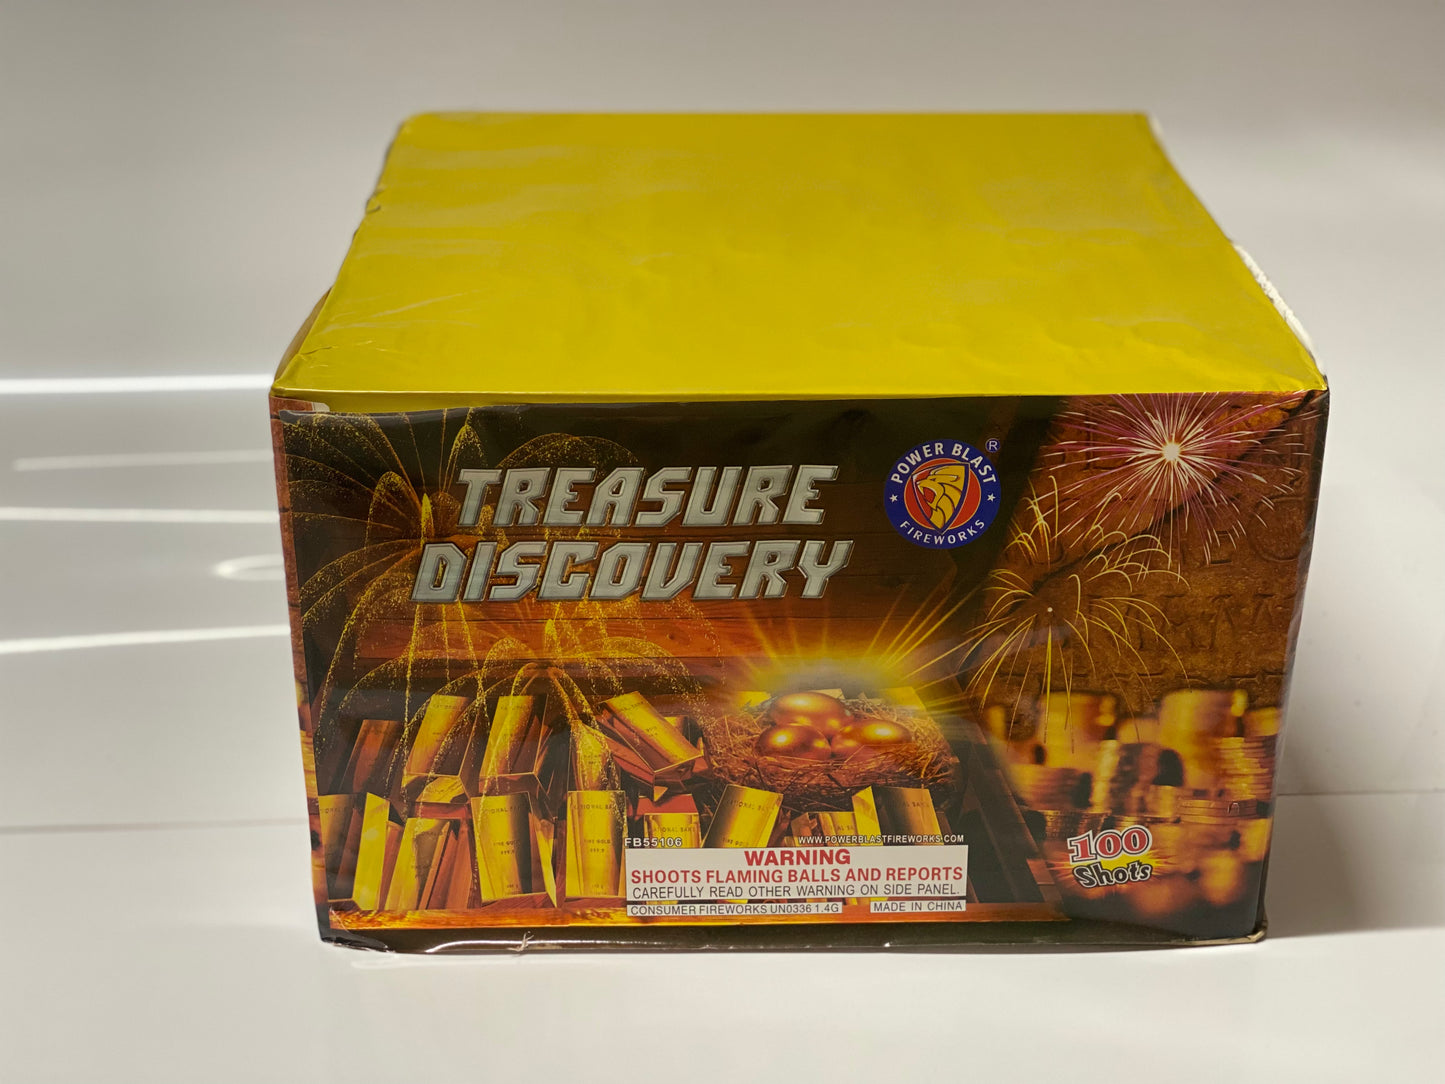 TREASURE
DISCOVERY
POWER BLAST
®
FIREWORKS
FB55106
WWW.POWERBLASTFIREWORKS.COM
WARNING
SHOOTS FLAMING BALLS AND REPORTS
CAREFULLY READ OTHER WARNING ON SIDE PANEL.
CONSUMER FIREWORKS UN0336 1.4G
MADE IN CHINA
100
Shots